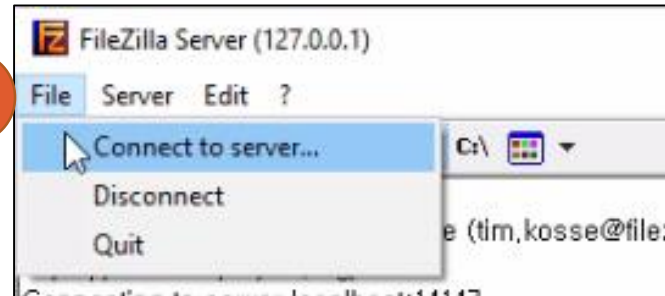 FileZilla Server (127.0.0.1)
File Server Edit ?
Connect to server... C:\
Disconnect
e (tim,kosse@file
Quit